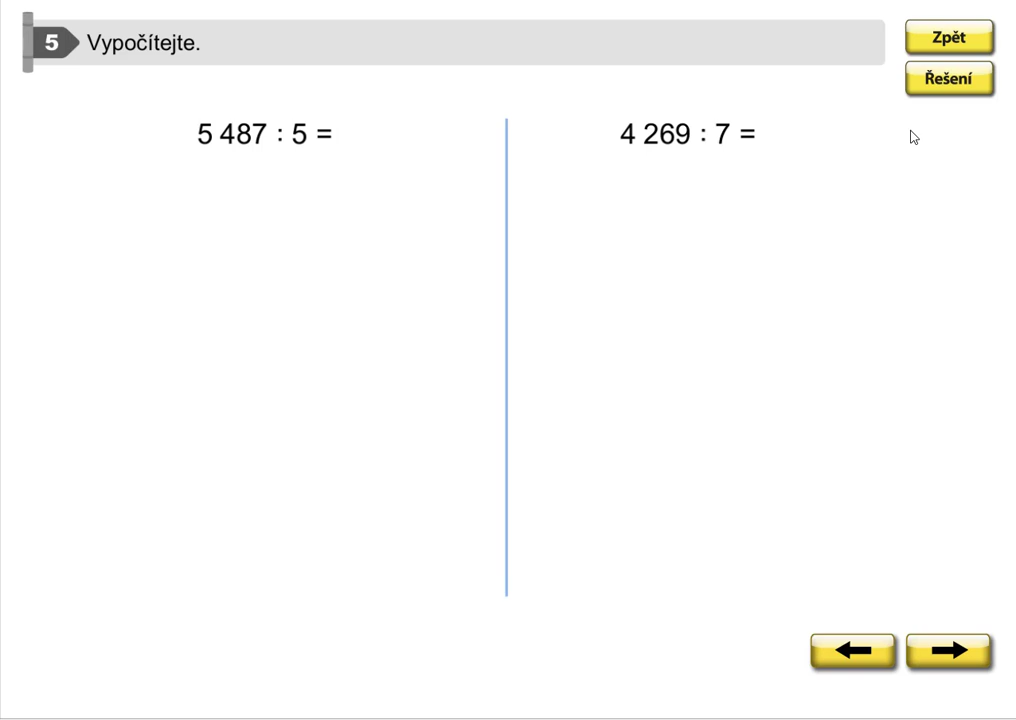 5 Vypočítejte.
Zpět
Řešení
5 487 : 5 =
4 269 : 7 =